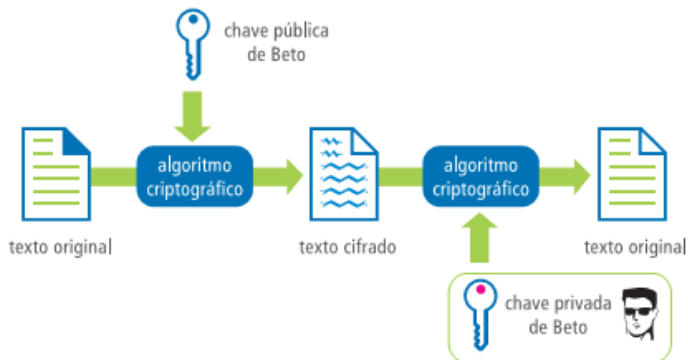 chave pública
de Beto
algoritmo
criptográfico
algoritmo
criptográfico
texto original
texto cifrado
texto original
chave privada
de Beto